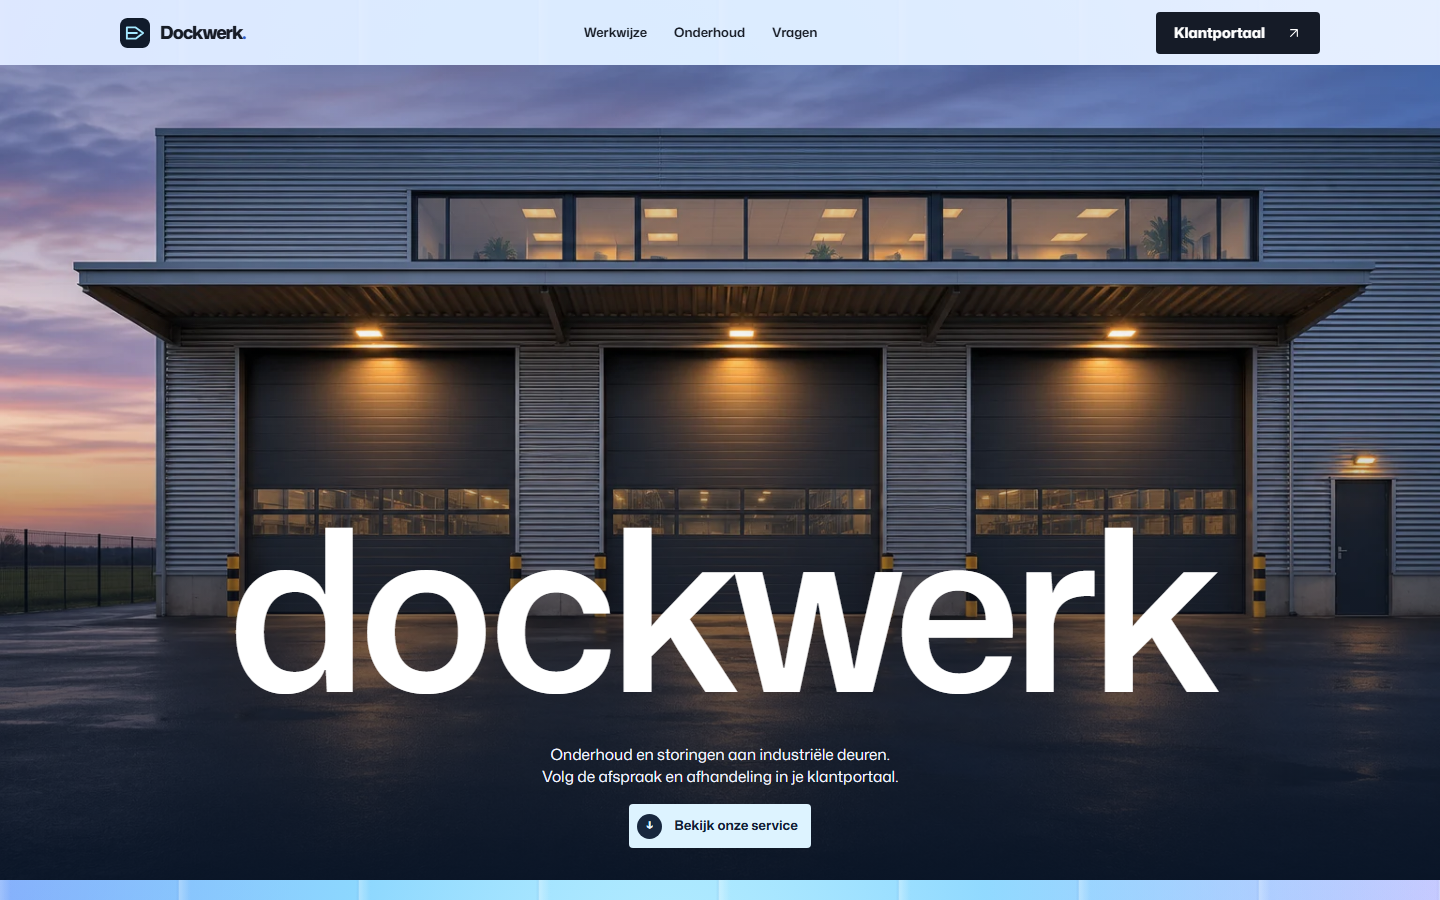 Dockwerk.
Werkwijze
Onderhoud
Vragen
Klantportaal
dockwerk
Onderhoud en storingen aan industriële deuren.
Volg de afspraak en afhandeling in je klantportaal.
Bekijk onze service